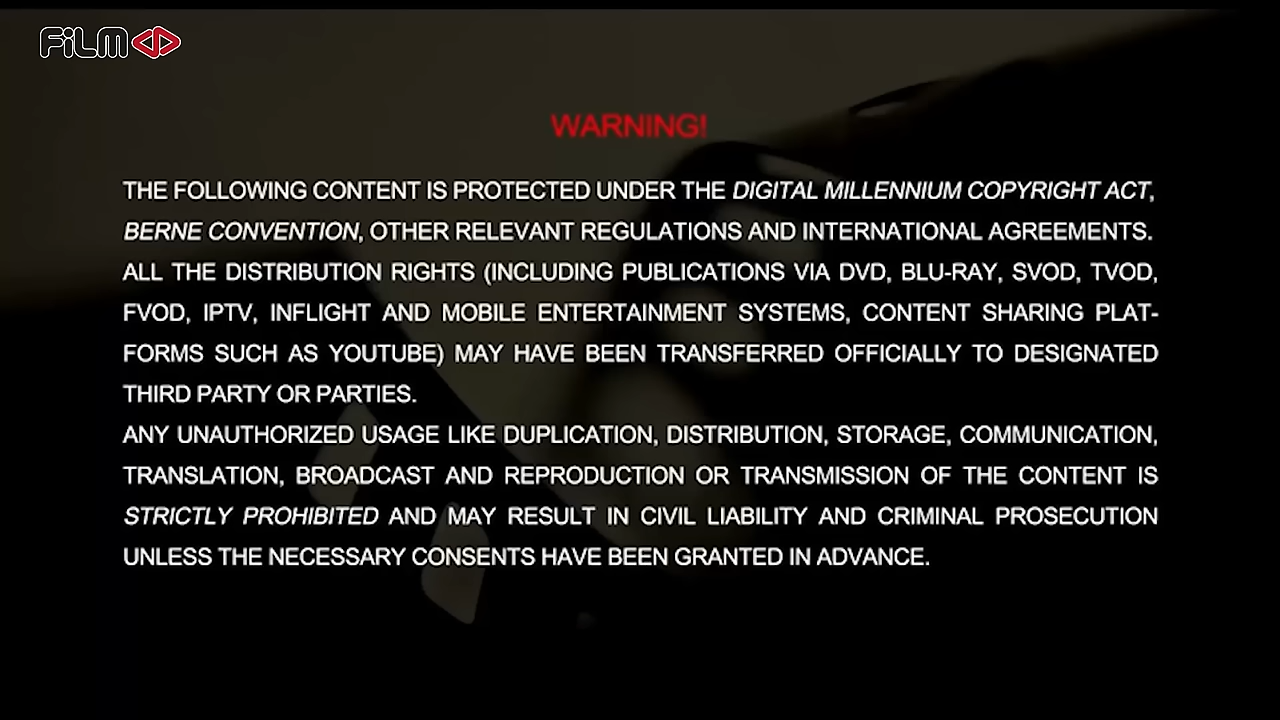 FiLM
WARNING!
THE FOLLOWING CONTENT IS PROTECTED UNDER THE DIGITAL MILLENNIUM COPYRIGHT ACT,
BERNE CONVENTION, OTHER RELEVANT REGULATIONS AND INTERNATIONAL AGREEMENTS.
ALL THE DISTRIBUTION RIGHTS (INCLUDING PUBLICATIONS VIA DVD, BLU-RAY, SVOD, TVOD,
FVOD, IPTV, INFLIGHT AND MOBILE ENTERTAINMENT SYSTEMS, CONTENT SHARING PLAT-
FORMS SUCH AS YOUTUBE) MAY HAVE BEEN TRANSFERRED OFFICIALLY TO DESIGNATED
THIRD PARTY OR PARTIES.
ANY UNAUTHORIZED USAGE LIKE DUPLICATION, DISTRIBUTION, STORAGE, COMMUNICATION,
TRANSLATION, BROADCAST AND REPRODUCTION OR TRANSMISSION OF THE CONTENT IS
STRICTLY PROHIBITED AND MAY RESULT IN CIVIL LIABILITY AND CRIMINAL PROSECUTION
UNLESS THE NECESSARY CONSENTS HAVE BEEN GRANTED IN ADVANCE.